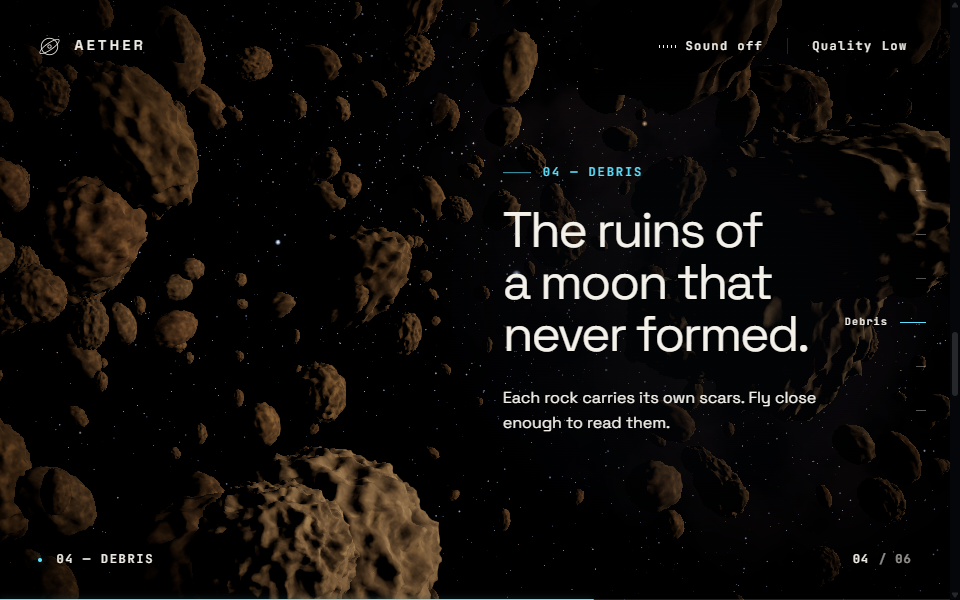 AETHER
Sound off
Quality Low
04 — DEBRIS
The ruins of
a moon that
never formed.
Debris
Each rock carries its own scars. Fly close
enough to read them.
04 — DEBRIS
04 / 06